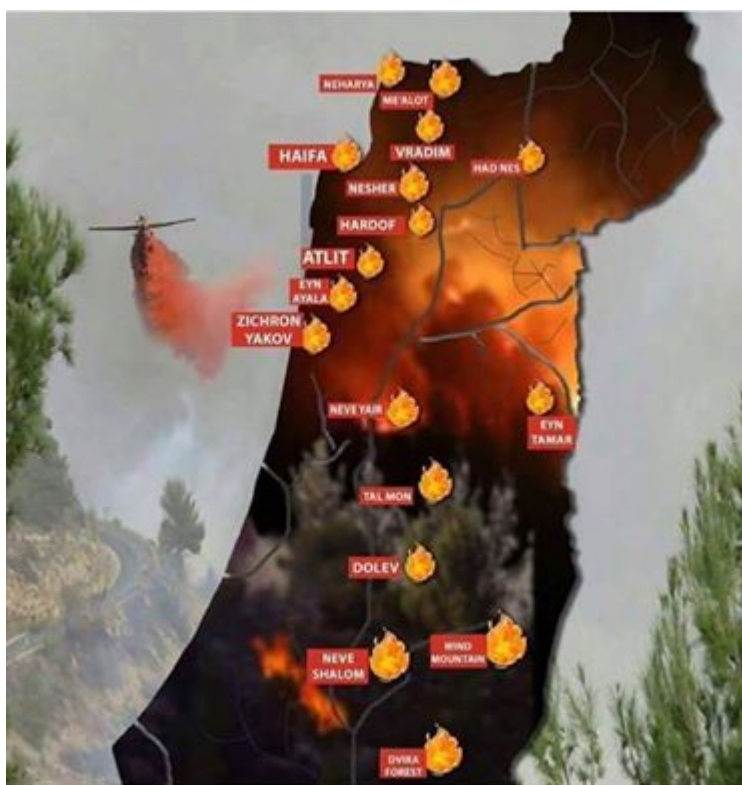 NEHARYA
ME'ALOT
VRADIM
HAIFA
HAD NES
NESHER
HARDOF
ATLIT
EYN
AYALA
ZICHRON
YAKOV
NEVE YAIR
EYN
TAMAR
TAL MON
DOLEV
NEVE
SHALOM
WIND
MOUNTAIN
DVIRA
FOREST